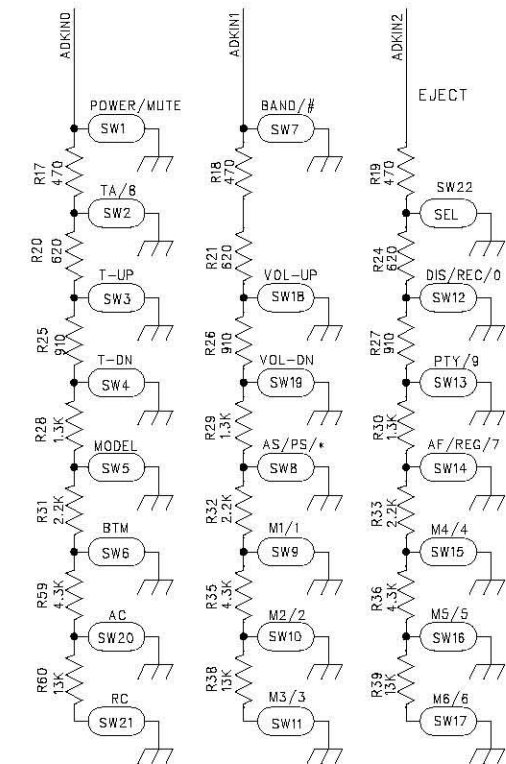 ADKIN0
POWER/MUTE
SW1
R17
470
TA/8
SW2
R20
620
T-UP
SW3
R25
910
T-DN
SW4
R28
1.3K
MODEL
SW5
R31
2.2K
BTM
SW6
R59
4.3K
AC
SW20
R60
13K
RC
SW21
ADKIN1
BAND/#
SW7
R18
470
R21
620
VOL-UP
SW18
R26
910
VOL-DN
SW19
R29
1.3K
AS/PS/*
SW8
R32
2.2K
M1/1
SW9
R35
4.3K
M2/2
SW10
R38
13K
M3/3
SW11
ADKIN2
EJECT
R19
470
SW22
SEL
R24
620
DIS/REC/0
SW12
R27
910
PTY/9
SW13
R30
1.3K
AF/REG/7
SW14
R33
2.2K
M4/4
SW15
R36
4.3K
M5/5
SW16
R39
13K
M6/6
SW17